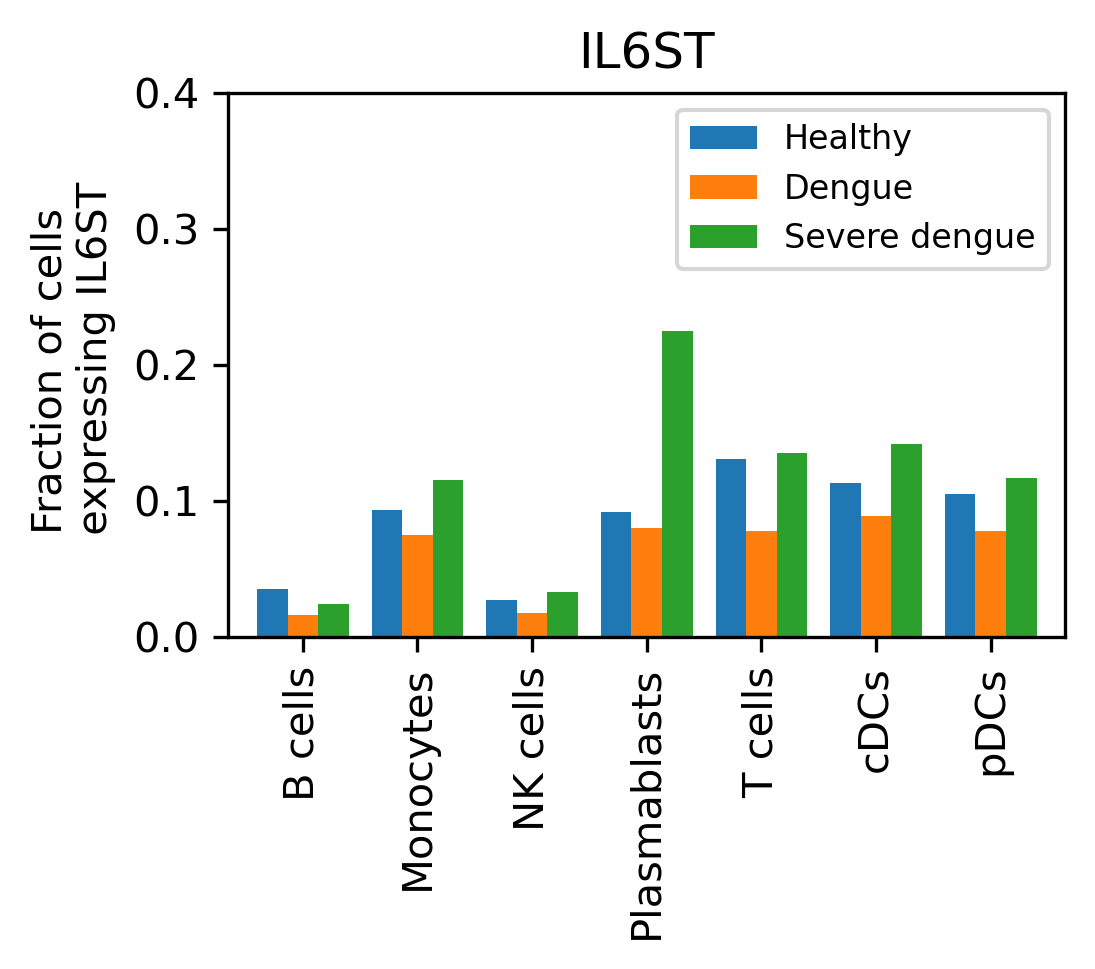 IL6ST
Fraction of cells
expressing IL6ST
0.4
0.3
0.2
0.1
0.0
Healthy
Dengue
Severe dengue
B cells
Monocytes
NK cells
Plasmablasts
T cells
cDCs
pDCs